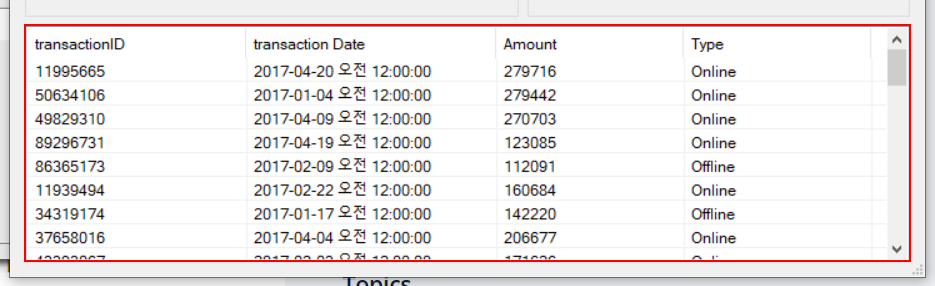 transactionID transaction Date Amount Type
11995665 2017-04-20 오전 12:00:00 279716 Online
50634106 2017-01-04 오전 12:00:00 279442 Online
49829310 2017-04-09 오전 12:00:00 270703 Online
89296731 2017-04-19 오전 12:00:00 123085 Online
86365173 2017-02-09 오전 12:00:00 112091 Offline
11939494 2017-02-22 오전 12:00:00 160684 Online
34319174 2017-01-17 오전 12:00:00 142220 Offline
37658016 2017-04-04 오전 12:00:00 206677 Online
Topics